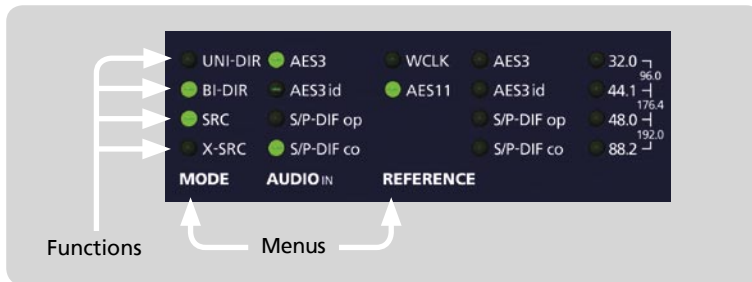 UNI-DIR AES3 WCLK AES3 32.0
96.0
BI-DIR AES3id AES11 AES3id 44.1
176.4
SRC S/P-DIF op S/P-DIF op 48.0
192.0
X-SRC S/P-DIF co S/P-DIF co 88.2
MODE AUDIO IN REFERENCE
Functions Menus